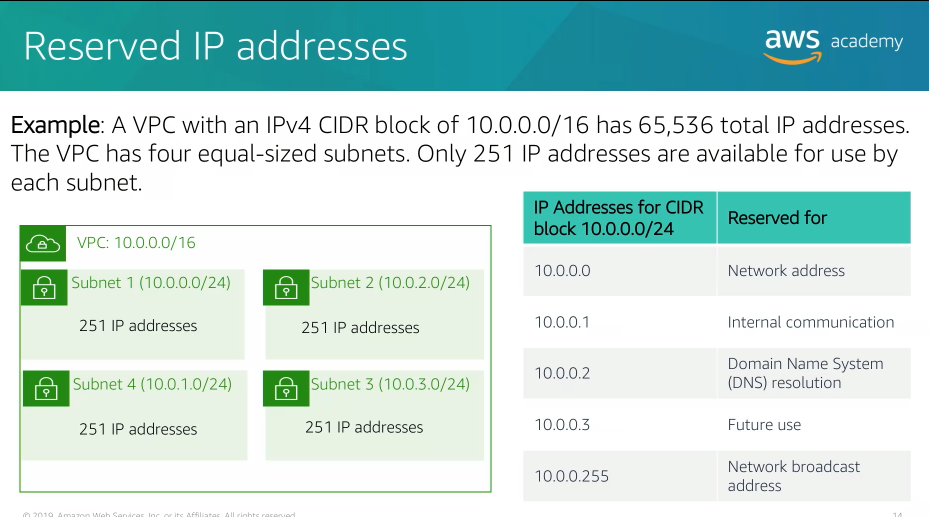 Reserved IP addresses
aws academy
Example: A VPC with an IPv4 CIDR block of 10.0.0.0/16 has 65,536 total IP addresses.
The VPC has four equal-sized subnets. Only 251 IP addresses are available for use by
each subnet.
VPC: 10.0.0.0/16
Subnet 1 (10.0.0.0/24)
251 IP addresses
Subnet 2 (10.0.2.0/24)
251 IP addresses
Subnet 4 (10.0.1.0/24)
251 IP addresses
Subnet 3 (10.0.3.0/24)
251 IP addresses
IP Addresses for CIDR
block 10.0.0.0/24
Reserved for
10.0.0.0
Network address
10.0.0.1
Internal communication
10.0.0.2
Domain Name System
(DNS) resolution
10.0.0.3
Future use
10.0.0.255
Network broadcast
address
© 2019, Amazon Web Services, Inc. or its Affiliates. All rights reserved.
14